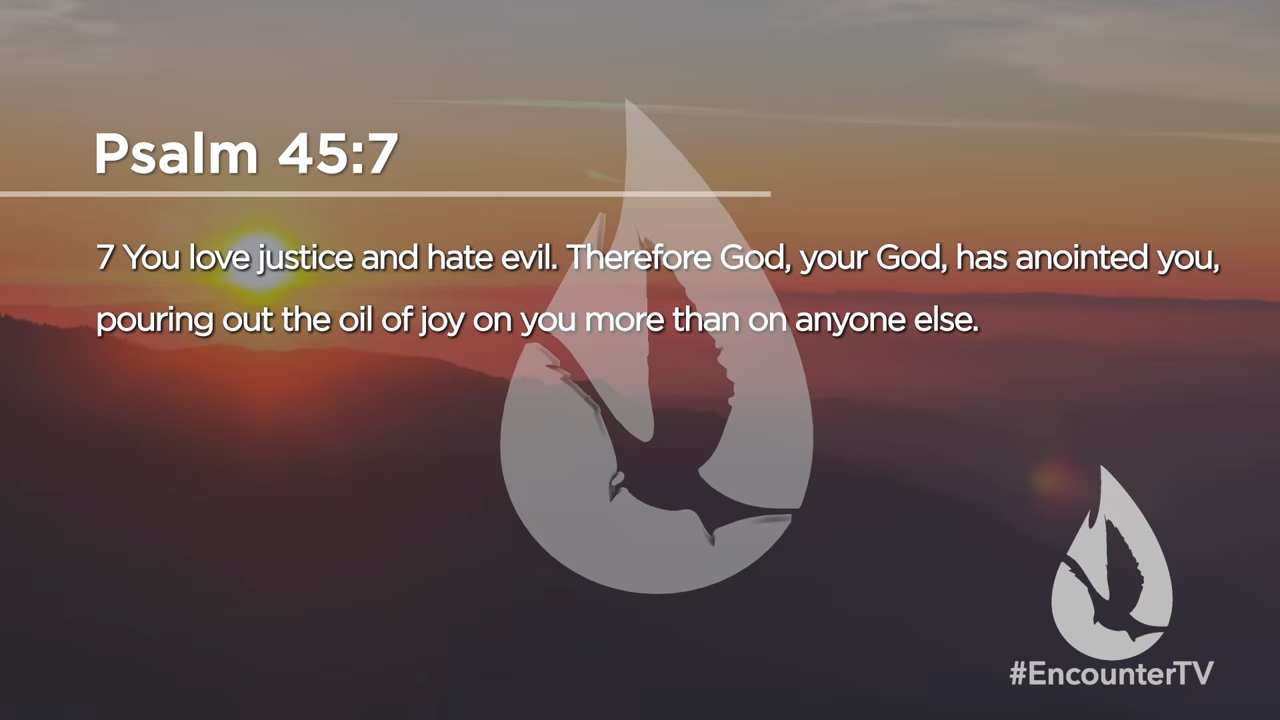 Psalm 45:7
7 You love justice and hate evil. Therefore God, your God, has anointed you,
pouring out the oil of joy on you more than on anyone else.
#EncounterTV